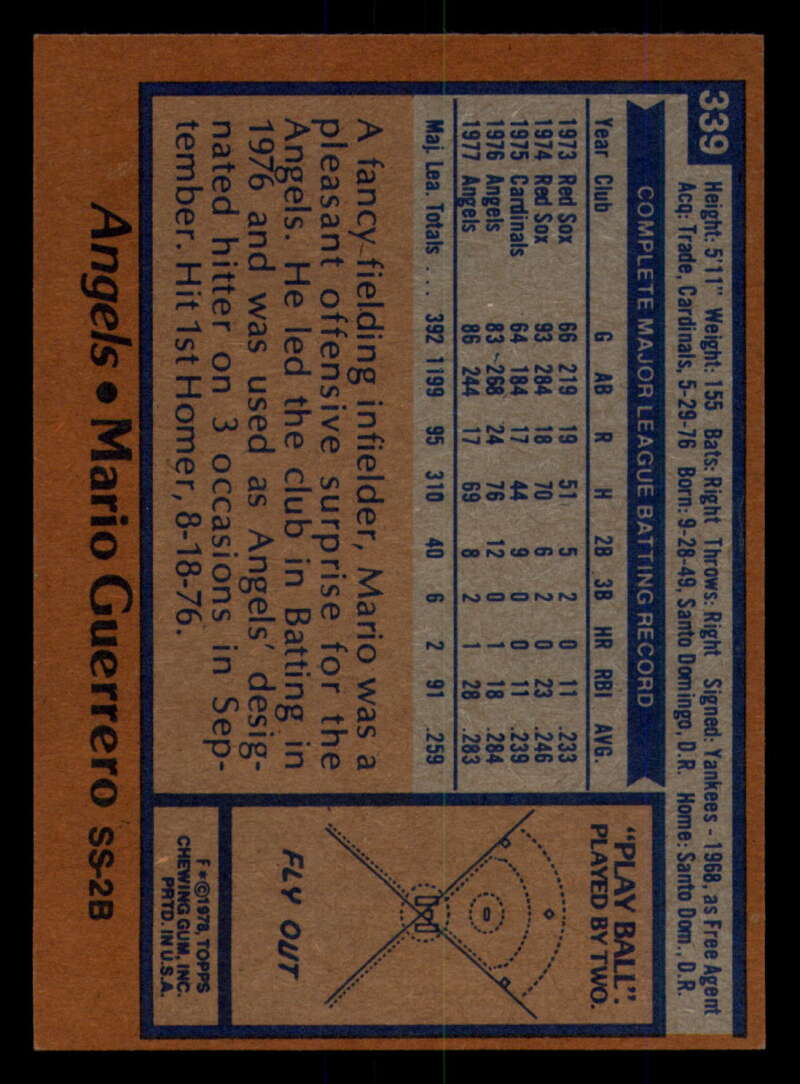 339
Height: 5'11" Weight: 155 Bats: Right Throws: Right Signed: Yankees - 1968, as Free Agent
Acq: Trade, Cardinals, 5-29-76 Born: 9-28-49, Santo Domingo, D.R. Home: Santo Dom., D.R.
COMPLETE MAJOR LEAGUE BATTING RECORD
Year Club G AB R H 2B 3B HR RBI AVG.
1973 Red Sox 66 219 19 51 5 2 0 11 .233
1974 Red Sox 93 284 18 70 6 2 0 23 .246
1975 Cardinals 64 184 17 44 9 0 0 11 .239
1976 Angels 83 268 24 76 12 0 1 18 .284
1977 Angels 86 244 17 69 8 2 1 28 .283
Maj. Lea. Totals . . . 392 1199 95 310 40 6 2 91 .259
A fancy-fielding infielder, Mario was a
pleasant offensive surprise for the
Angels. He led the club in Batting in
1976 and was used as Angels' desig-
nated hitter on 3 occasions in Sep-
tember. Hit 1st Homer, 8-18-76.
"PLAY BALL":
PLAYED BY TWO.
FLY OUT
F*©1978, TOPPS
CHEWING GUM, INC.
PRTD. IN U.S.A.
Angels • Mario Guerrero SS-2B